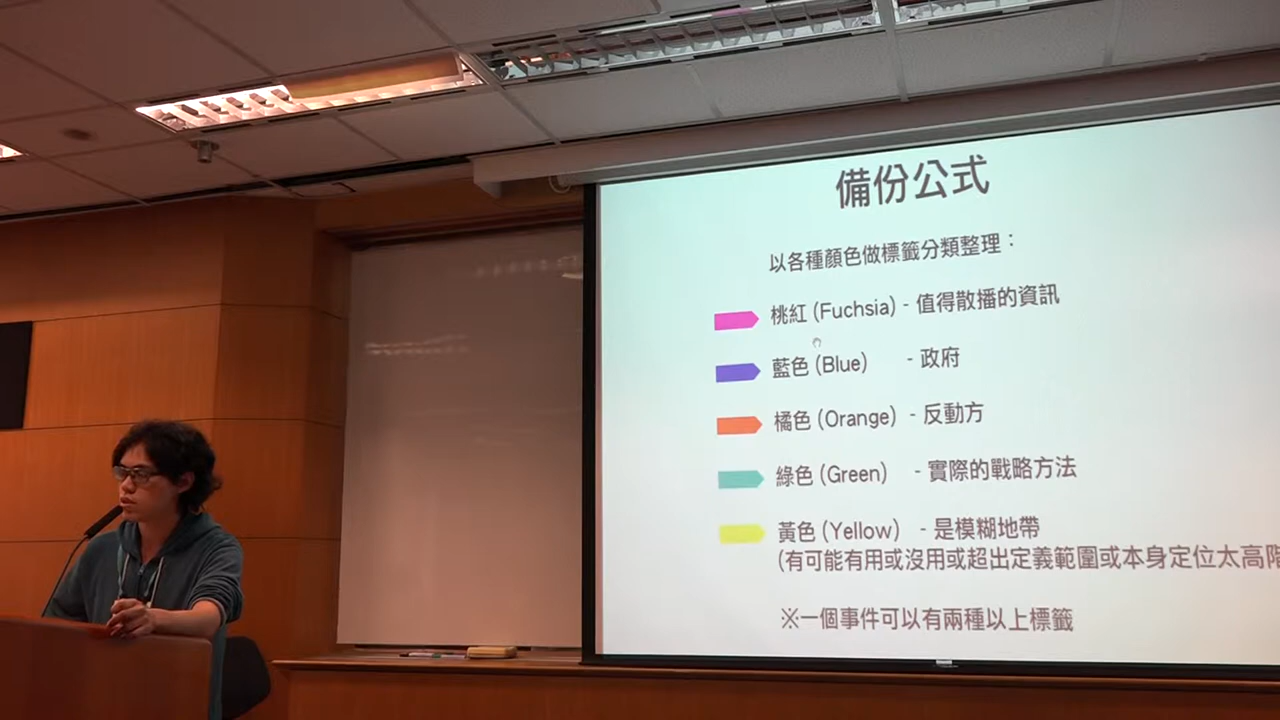 備份公式
以各種顏色做標籤分類整理：
桃紅 (Fuchsia) - 值得散播的資訊
藍色 (Blue) - 政府
橘色 (Orange) - 反動方
綠色 (Green) - 實際的戰略方法
黃色 (Yellow) - 是模糊地帶
(有可能有用或沒用或超出定義範圍或本身定位太高階
※一個事件可以有兩種以上標籤